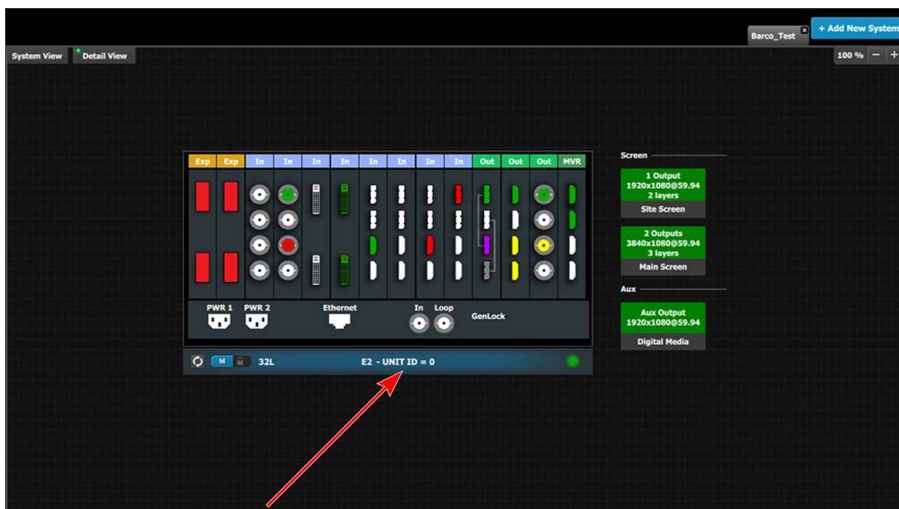 Barco_Test
+ Add New System
System View
Detail View
100 %
Exp Exp In In In In In In In In Out Out Out MVR
PWR 1 PWR 2 Ethernet In Loop GenLock
M 32L E2 - UNIT ID = 0
Screen
1 Output
1920x1080@59.94
2 layers
Site Screen
2 Outputs
3840x1080@59.94
3 layers
Main Screen
Aux
Aux Output
1920x1080@59.94
Digital Media